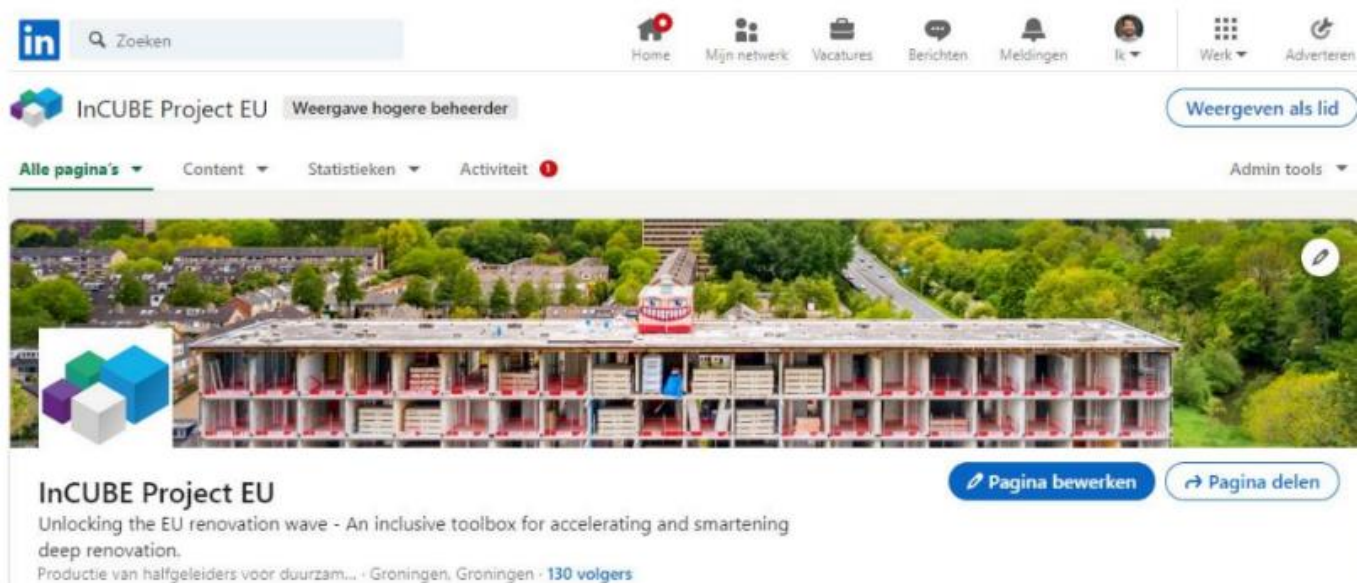 in Zoeken
Home Mijn netwerk Vacatures Berichten Meldingen Ik Werk Adverteren
InCUBE Project EU Weergave hogere beheerder Weergeven als lid
Alle pagina's Content Statistieken Activiteit 1 Admin tools
InCUBE Project EU Pagina bewerken Pagina delen
Unlocking the EU renovation wave - An inclusive toolbox for accelerating and smartening
deep renovation.
Productie van halfgeleiders voor duurzam... · Groningen, Groningen · 130 volgers